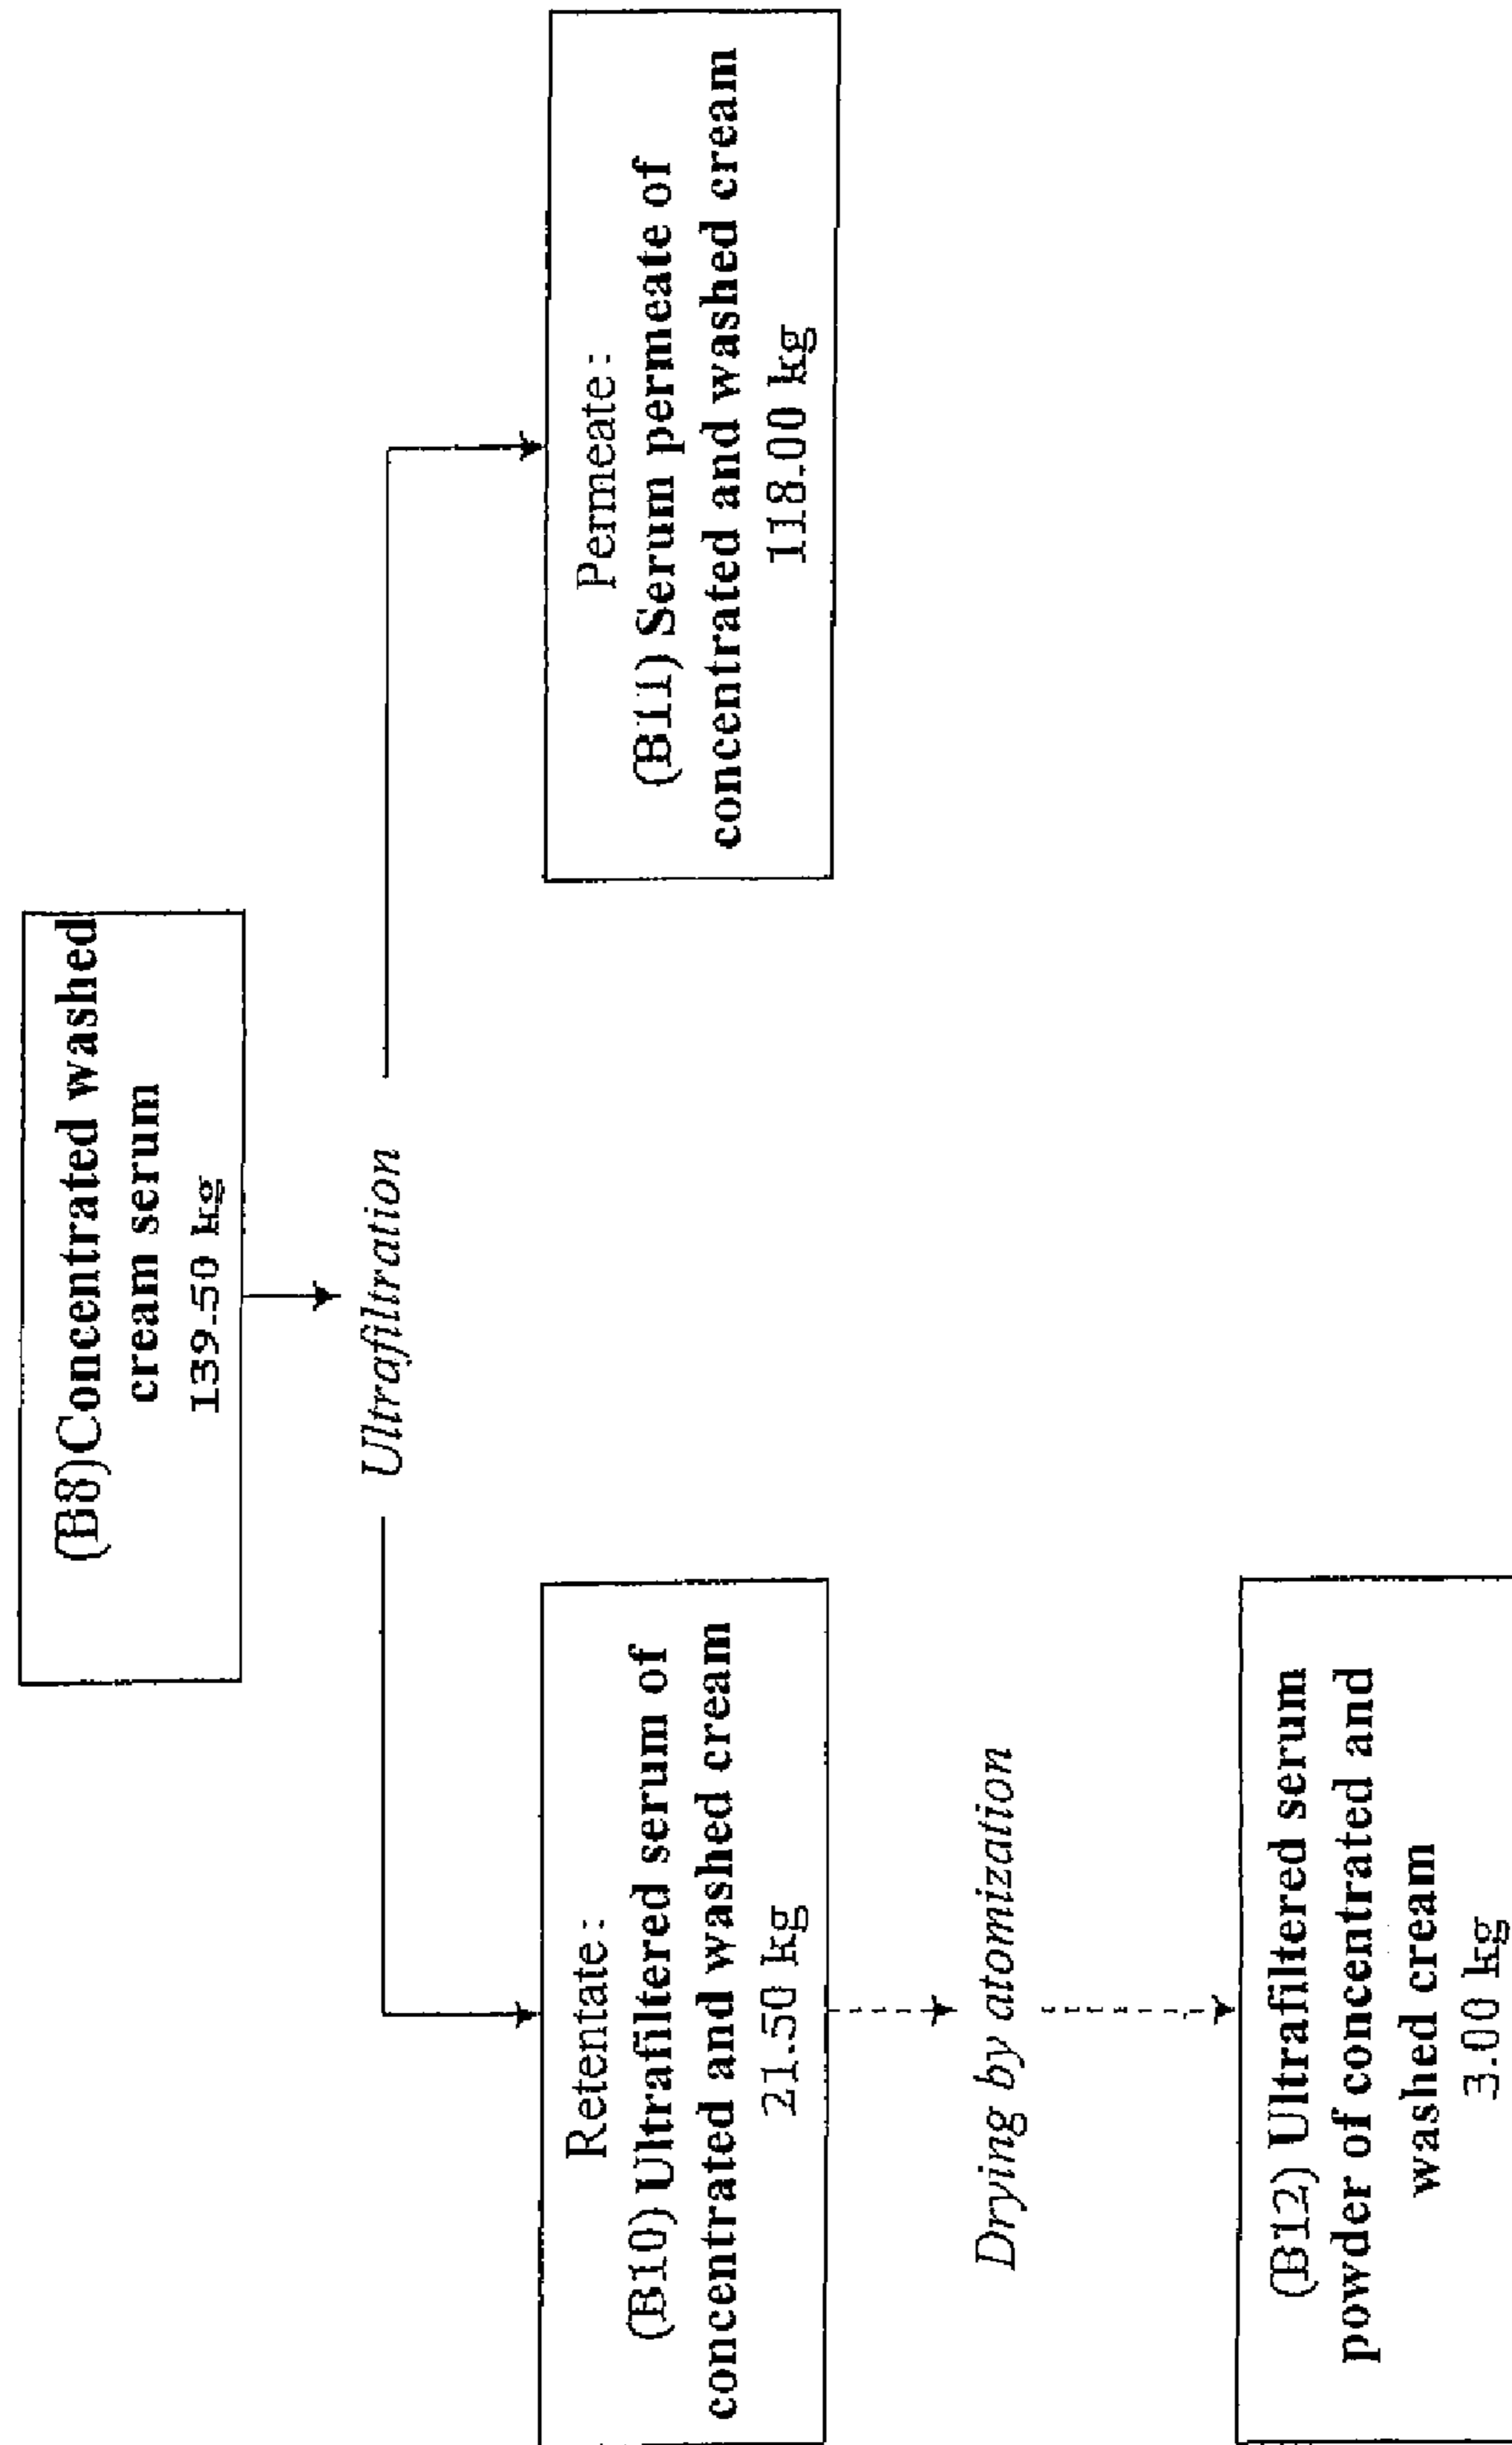 (B8)Concentrated washed
cream serum
139.50 kg
Ultrafiltration
Retentate:
(B10) Ultrafiltered serum of
concentrated and washed cream
21.50 kg
Permeate:
(B11) Serum permeate of
concentrated and washed cream
118.00 kg
Drying by atomization
(B12) Ultrafiltered serum
powder of concentrated and
washed cream
3.00 kg